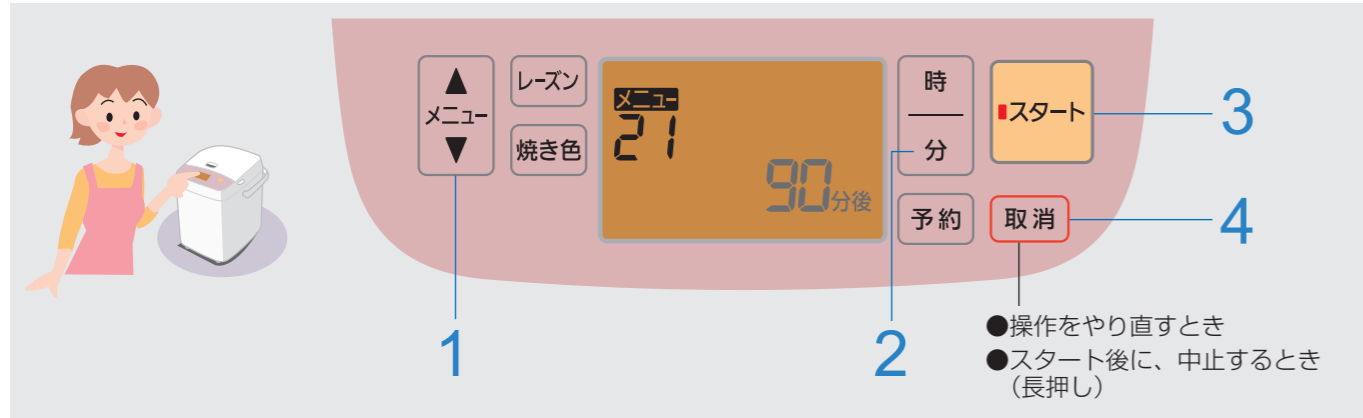 ▲
メニュー
▼
レーズン
焼き色
メニュー
21
90分後
時
分
予約
スタート
取消
1
2
3
4
●操作をやり直すとき
●スタート後に、中止するとき
（長押し）